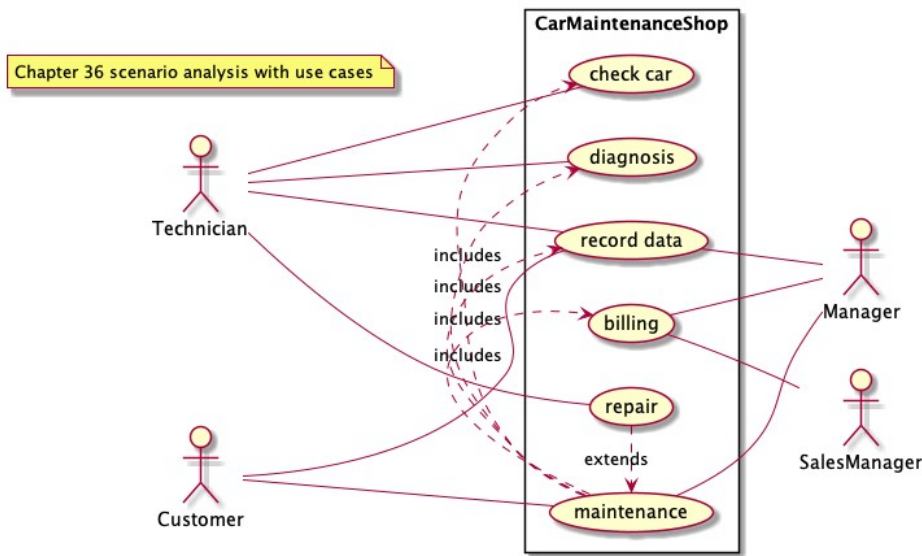 CarMaintenanceShop
Chapter 36 scenario analysis with use cases
check car
diagnosis
Technician
record data
includes
includes
includes
includes
billing
Manager
repair
extends
SalesManager
Customer
maintenance